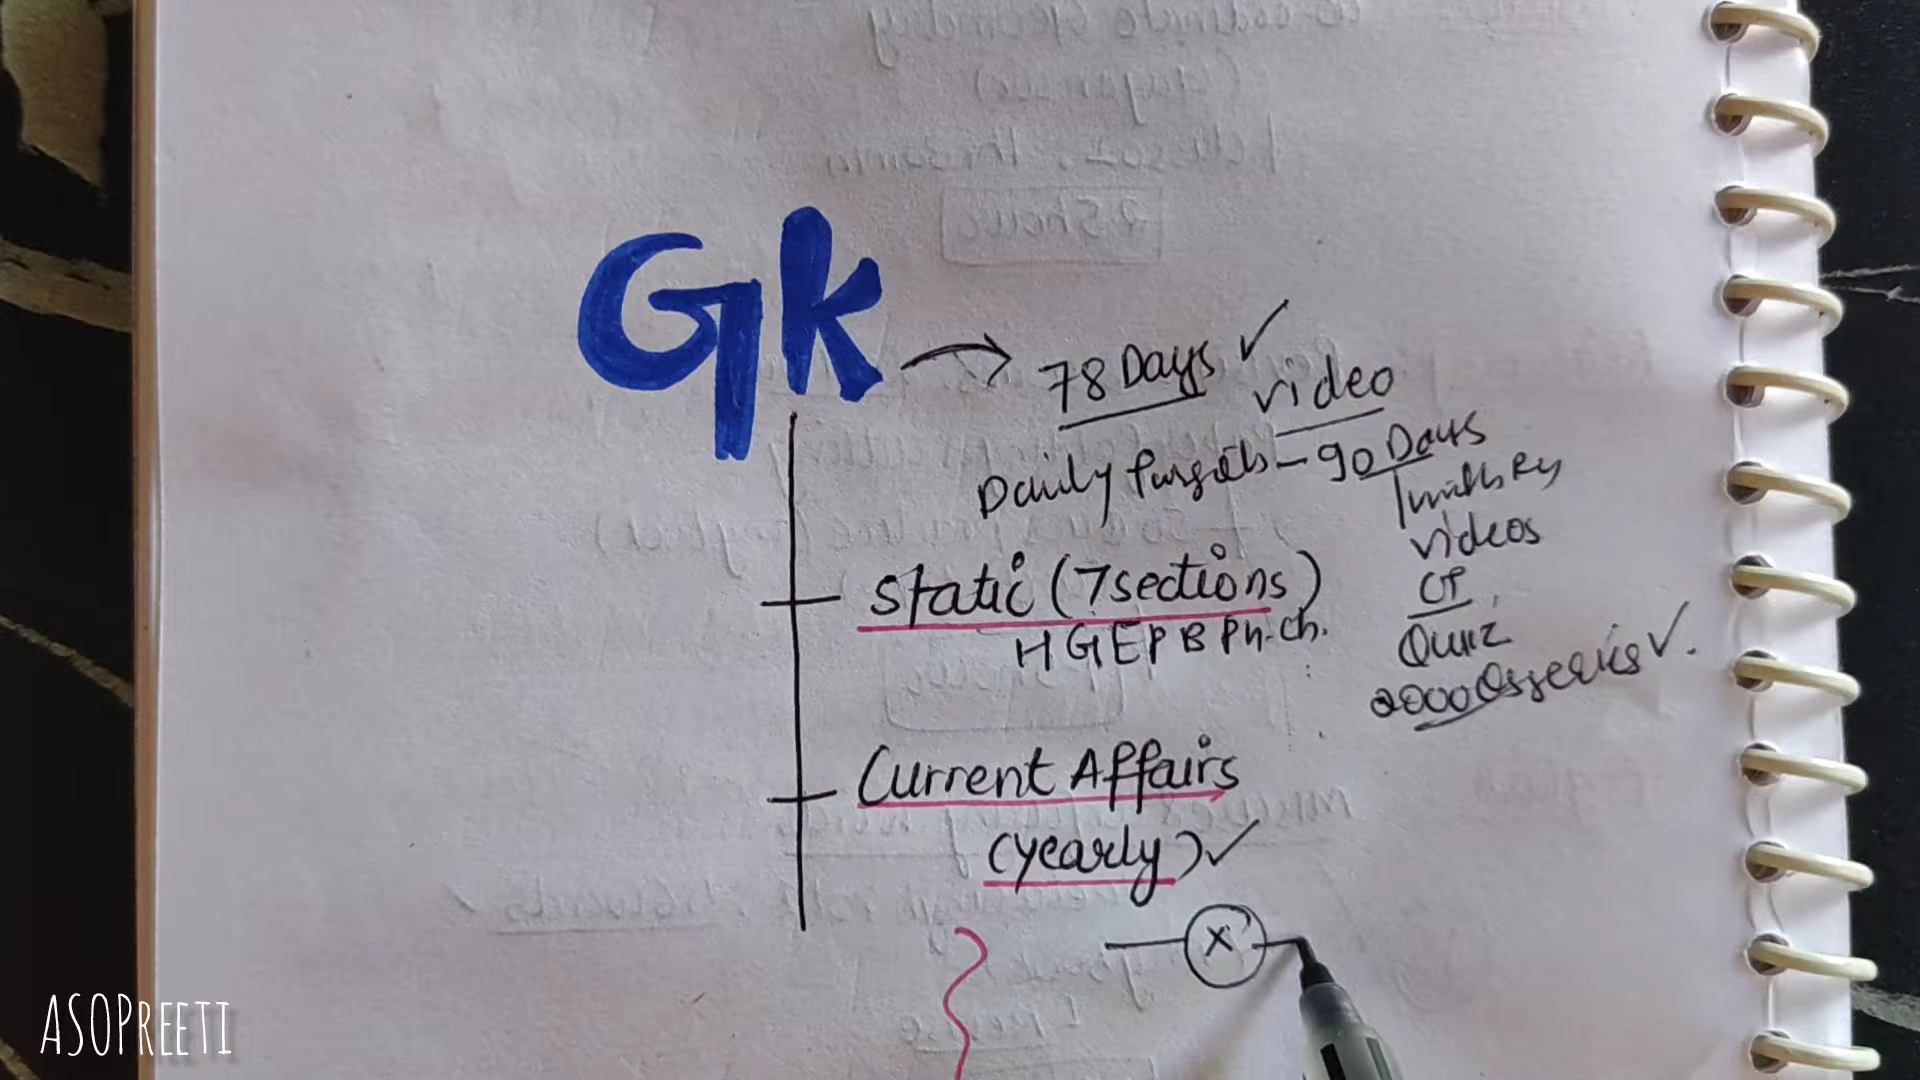 Gk
78 Days ✓
video
Daily Targets - 90 Days
videos
Static (7 sections)
H G E P B Ph. Ch.
Quiz
2000 Qs series ✓.
Current Affairs
(yearly) ✓
X
ASOPREETI